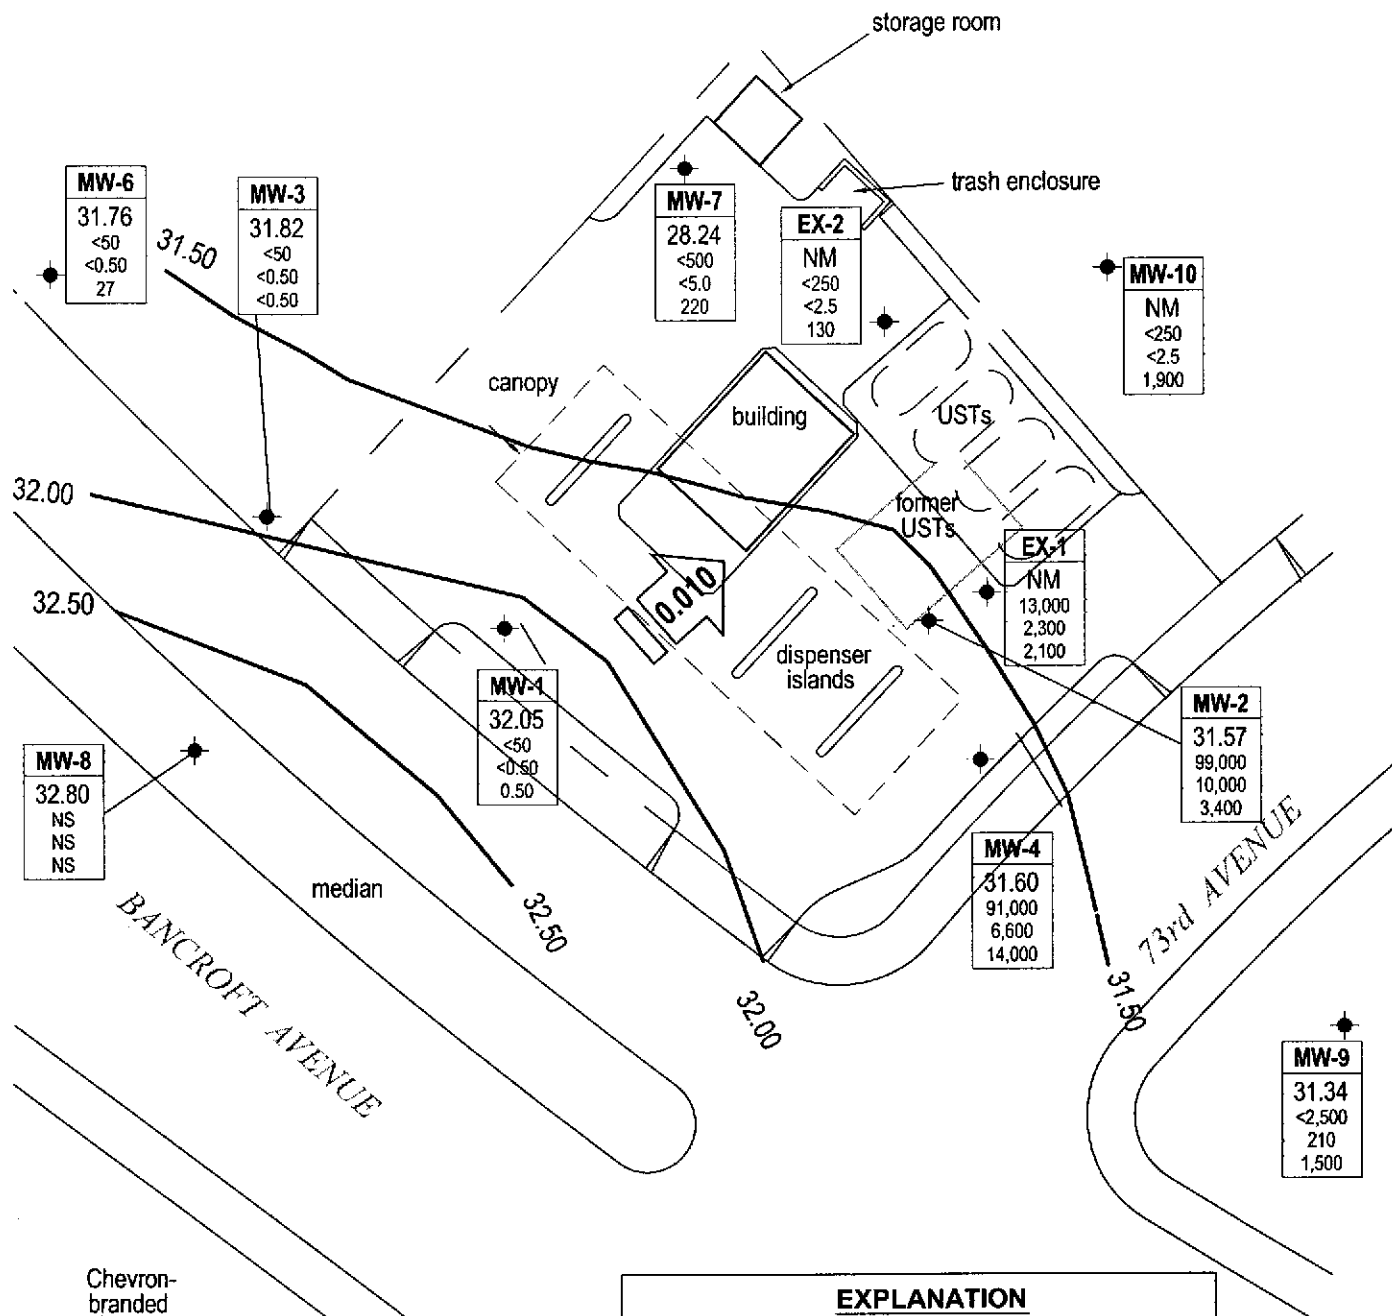 storage room
trash enclosure
MW-6
31.76
<50
<0.50
27
31.50
MW-3
31.82
<50
<0.50
<0.50
MW-7
28.24
<500
<5.0
220
EX-2
NM
<250
<2.5
130
MW-10
NM
<250
<2.5
1,900
canopy
building
USTs
former
USTs
32.00
32.50
0.010
EX-1
NM
13,000
2,300
2,100
dispenser
islands
MW-1
32.05
<50
<0.50
0.50
MW-2
31.57
99,000
10,000
3,400
MW-8
32.80
NS
NS
NS
median
MW-4
31.60
91,000
6,600
14,000
32.50
32.00
31.50
BANCROFT AVENUE
73rd AVENUE
MW-9
31.34
<2,500
210
1,500
Chevron-
branded
EXPLANATION